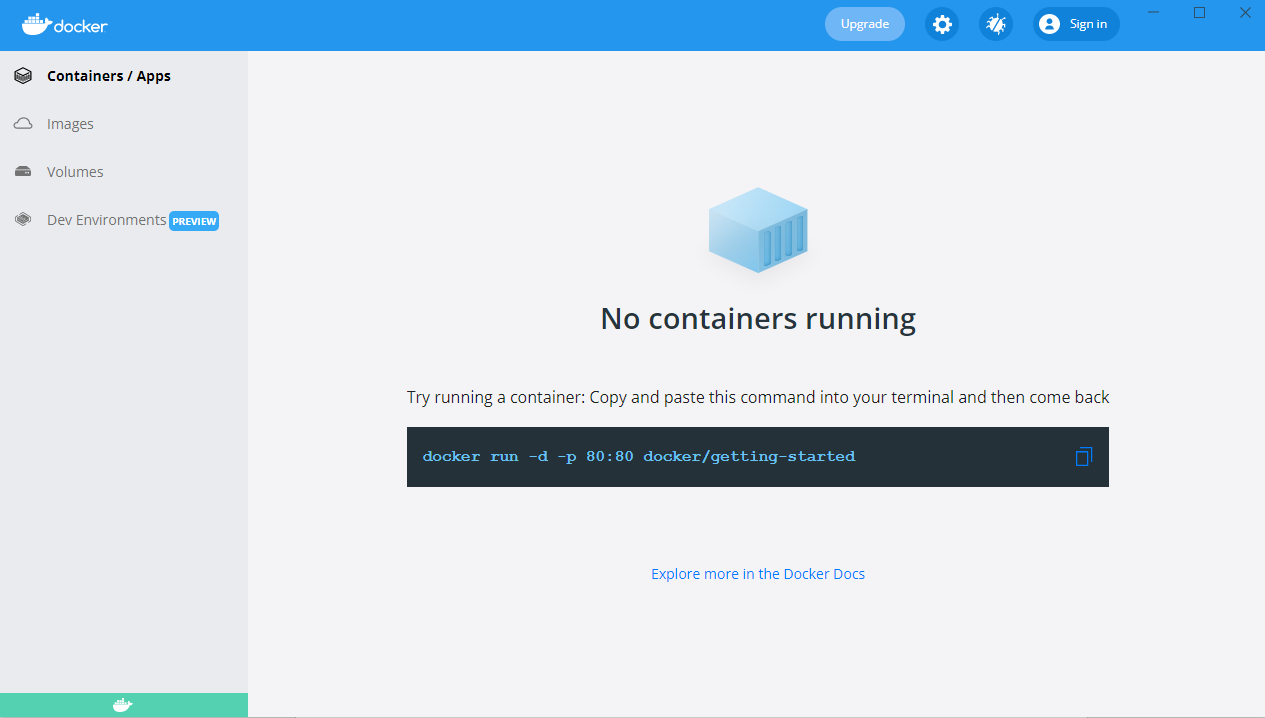 docker
Upgrade
Sign in
Containers / Apps
Images
Volumes
Dev Environments PREVIEW
No containers running
Try running a container: Copy and paste this command into your terminal and then come back
docker run -d -p 80:80 docker/getting-started
Explore more in the Docker Docs